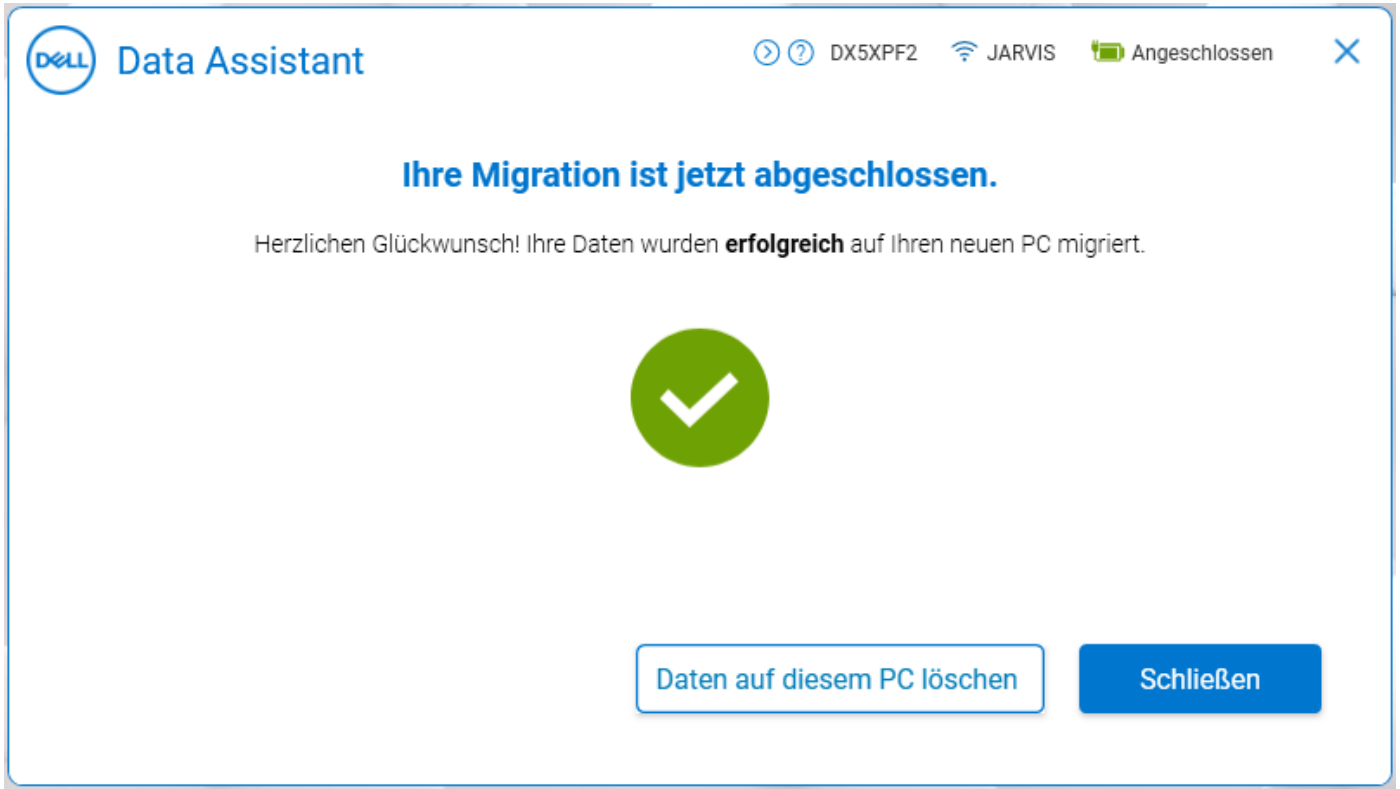 DELL
Data Assistant
DX5XPF2
JARVIS
Angeschlossen
Ihre Migration ist jetzt abgeschlossen.
Herzlichen Glückwunsch! Ihre Daten wurden erfolgreich auf Ihren neuen PC migriert.
Daten auf diesem PC löschen
Schließen